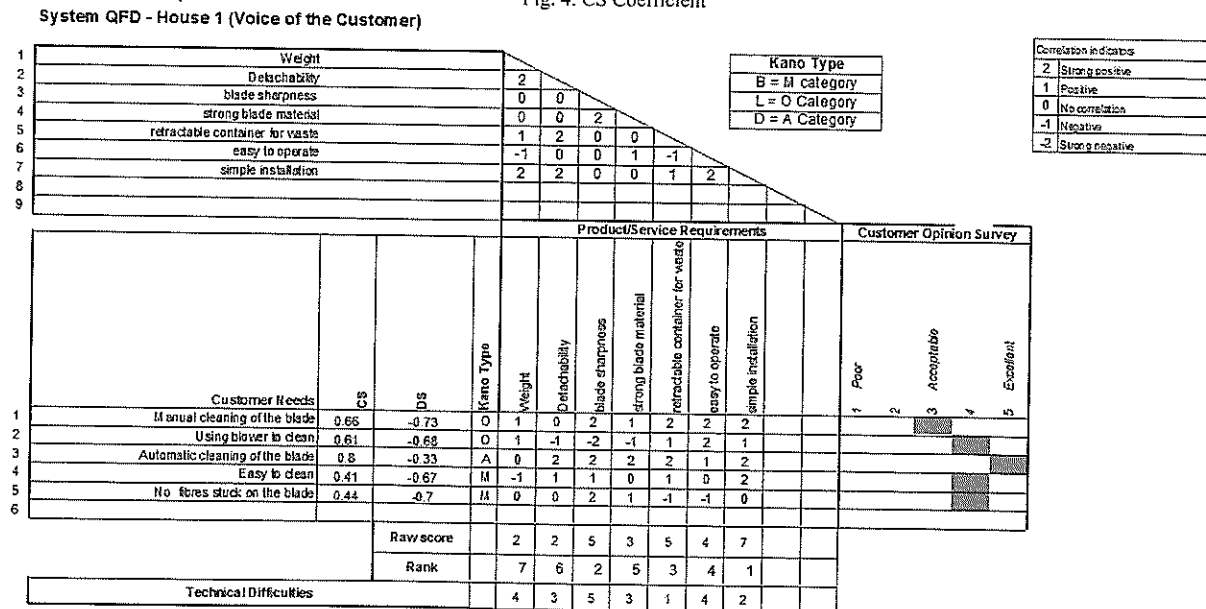 Fig. 4. CS Coefficient
System QFD - House 1 (Voice of the Customer)
1 Weight
2 Detachability 2
3 blade sharpness 0 0
4 strong blade material 0 0 2
5 retractable container for waste 1 2 0 0
6 easy to operate -1 0 0 1 -1
7 simple installation 2 2 0 0 1 2
8
9
Kano Type
B = M category
L = O Category
D = A Category
Correlation indicators
2 Strong positive
1 Positive
0 No correlation
-1 Negative
-2 Strong negative
Product/Service Requirements Customer Opinion Survey
Customer Needs CS DS Kano Type Weight Detachability blade sharpness strong blade material retractable container for waste easy to operate simple installation 1 Poor 2 3 Acceptable 4 5 Excellent
1 Manual cleaning of the blade 0.66 -0.73 O 1 0 2 1 2 2 2
2 Using blower to clean 0.61 -0.68 O 1 -1 -2 -1 1 2 1
3 Automatic cleaning of the blade 0.8 -0.33 A 0 2 2 2 2 1 2
4 Easy to clean 0.41 -0.67 M -1 1 1 0 1 0 2
5 No fibres stuck on the blade 0.44 -0.7 M 0 0 2 1 -1 -1 0
6
Raw score 2 2 5 3 5 4 7
Rank 7 6 2 5 3 4 1
Technical Difficulties 4 3 5 3 1 4 2